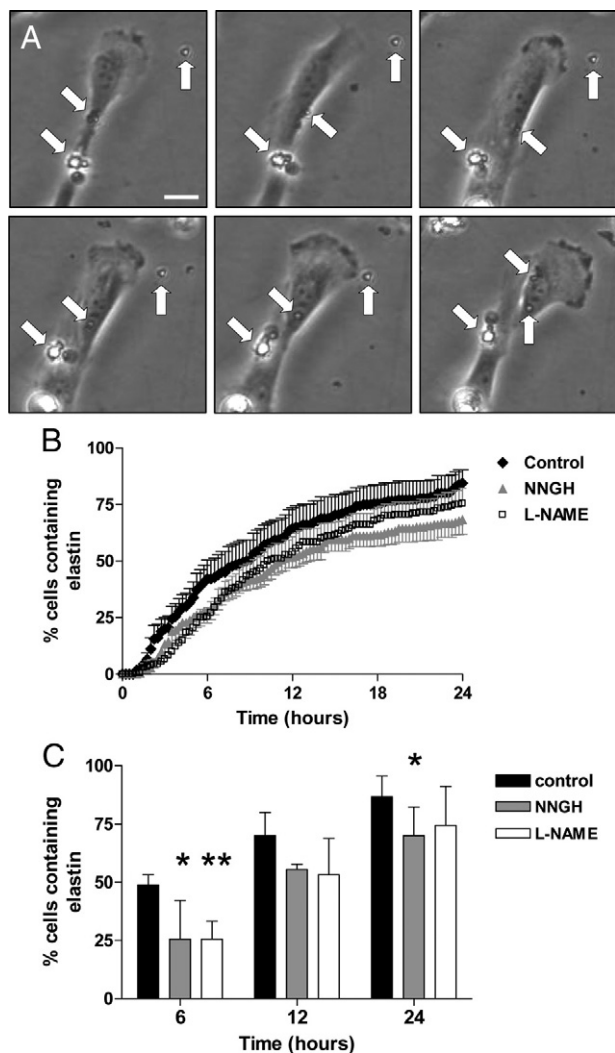 A
B
100
75
50
25
0
% cells containing
elastin
0 6 12 18 24
Time (hours)
Control
NNGH
L-NAME
C
100
75
50
25
0
% cells containing
elastin
* ** *
6 12 24
Time (hours)
control
NNGH
L-NAME